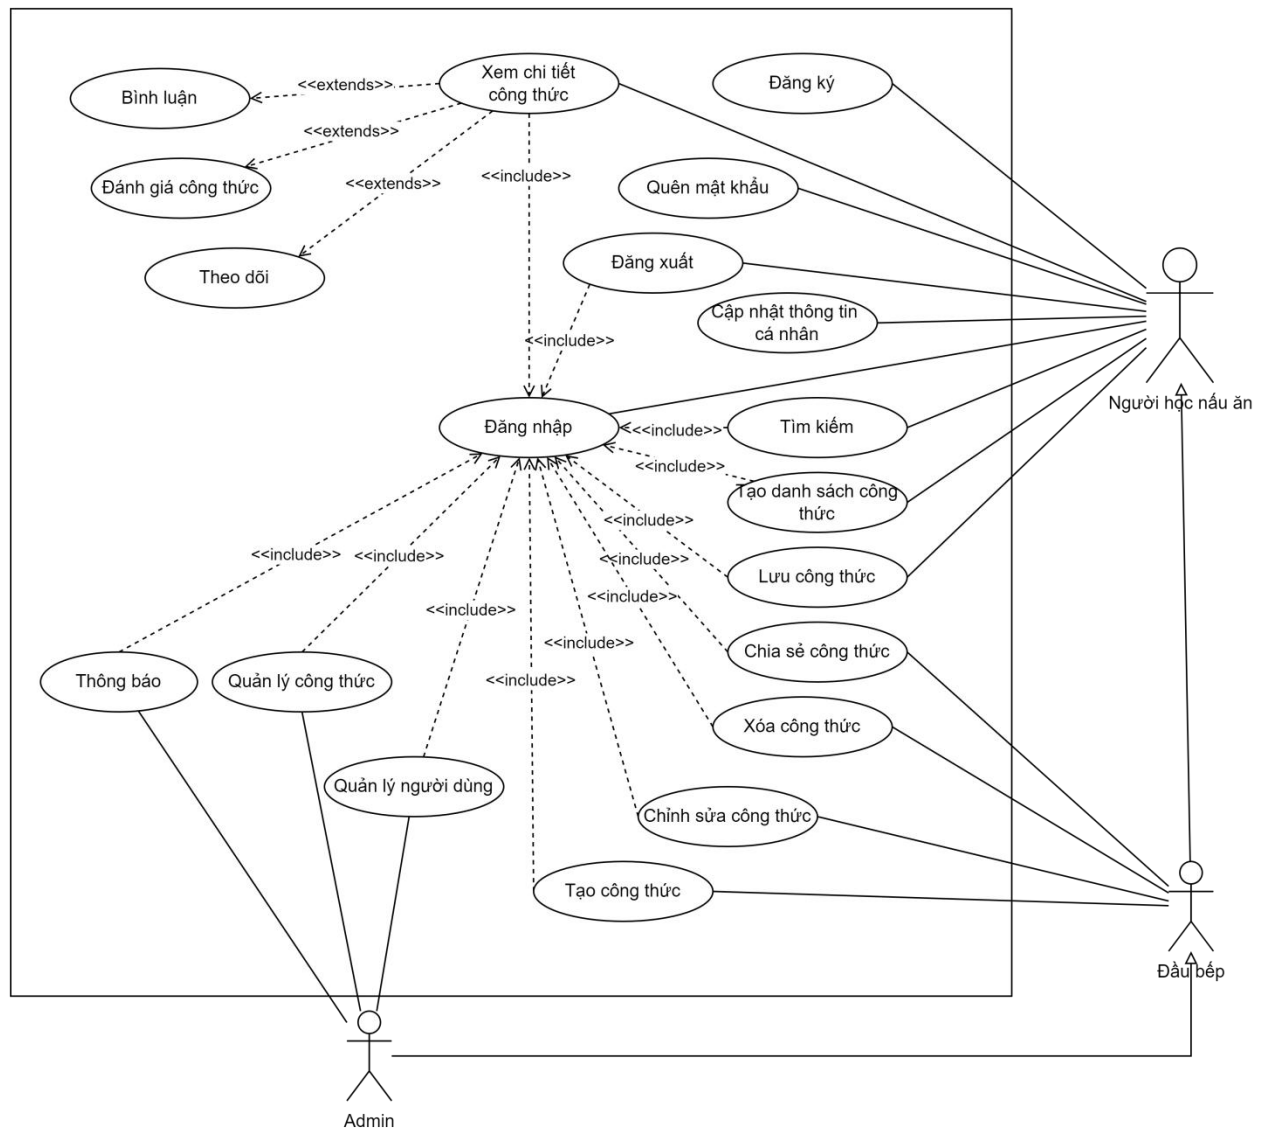 Xem chi tiết
công thức
Đăng ký
Bình luận
<<extends>>
<<extends>>
Đánh giá công thức
<<extends>>
<<include>>
Quên mật khẩu
Theo dõi
Đăng xuất
Cập nhật thông tin
cá nhân
<<include>>
Người học nấu ăn
Đăng nhập
<<include>>
Tìm kiếm
<<include>>
Tạo danh sách công
thức
<<include>>
<<include>>
<<include>>
<<include>>
Lưu công thức
<<include>>
<<include>>
<<include>>
Chia sẻ công thức
<<include>>
Thông báo
Quản lý công thức
Xóa công thức
Quản lý người dùng
Chỉnh sửa công thức
Tạo công thức
Đầu bếp
Admin